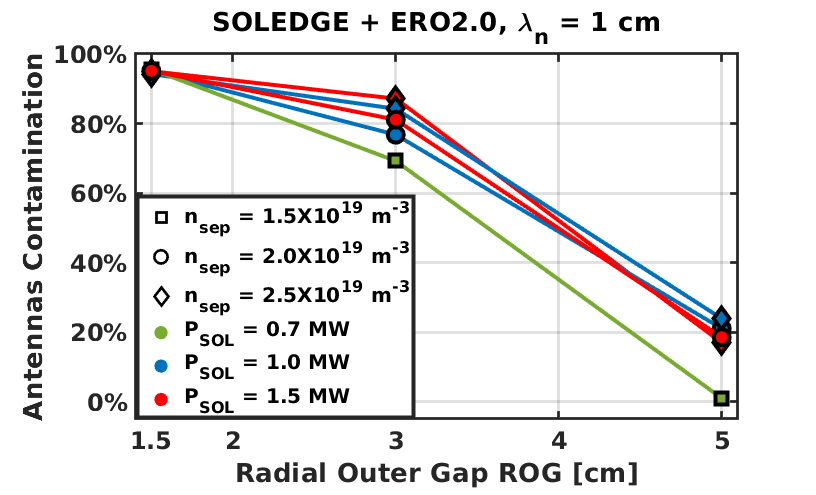 SOLEDGE + ERO2.0, λn = 1 cm
100%
80%
60%
40%
20%
0%
Antennas Contamination
nsep = 1.5X10^19 m^-3
nsep = 2.0X10^19 m^-3
nsep = 2.5X10^19 m^-3
PSOL = 0.7 MW
PSOL = 1.0 MW
PSOL = 1.5 MW
1.5 2 3 4 5
Radial Outer Gap ROG [cm]